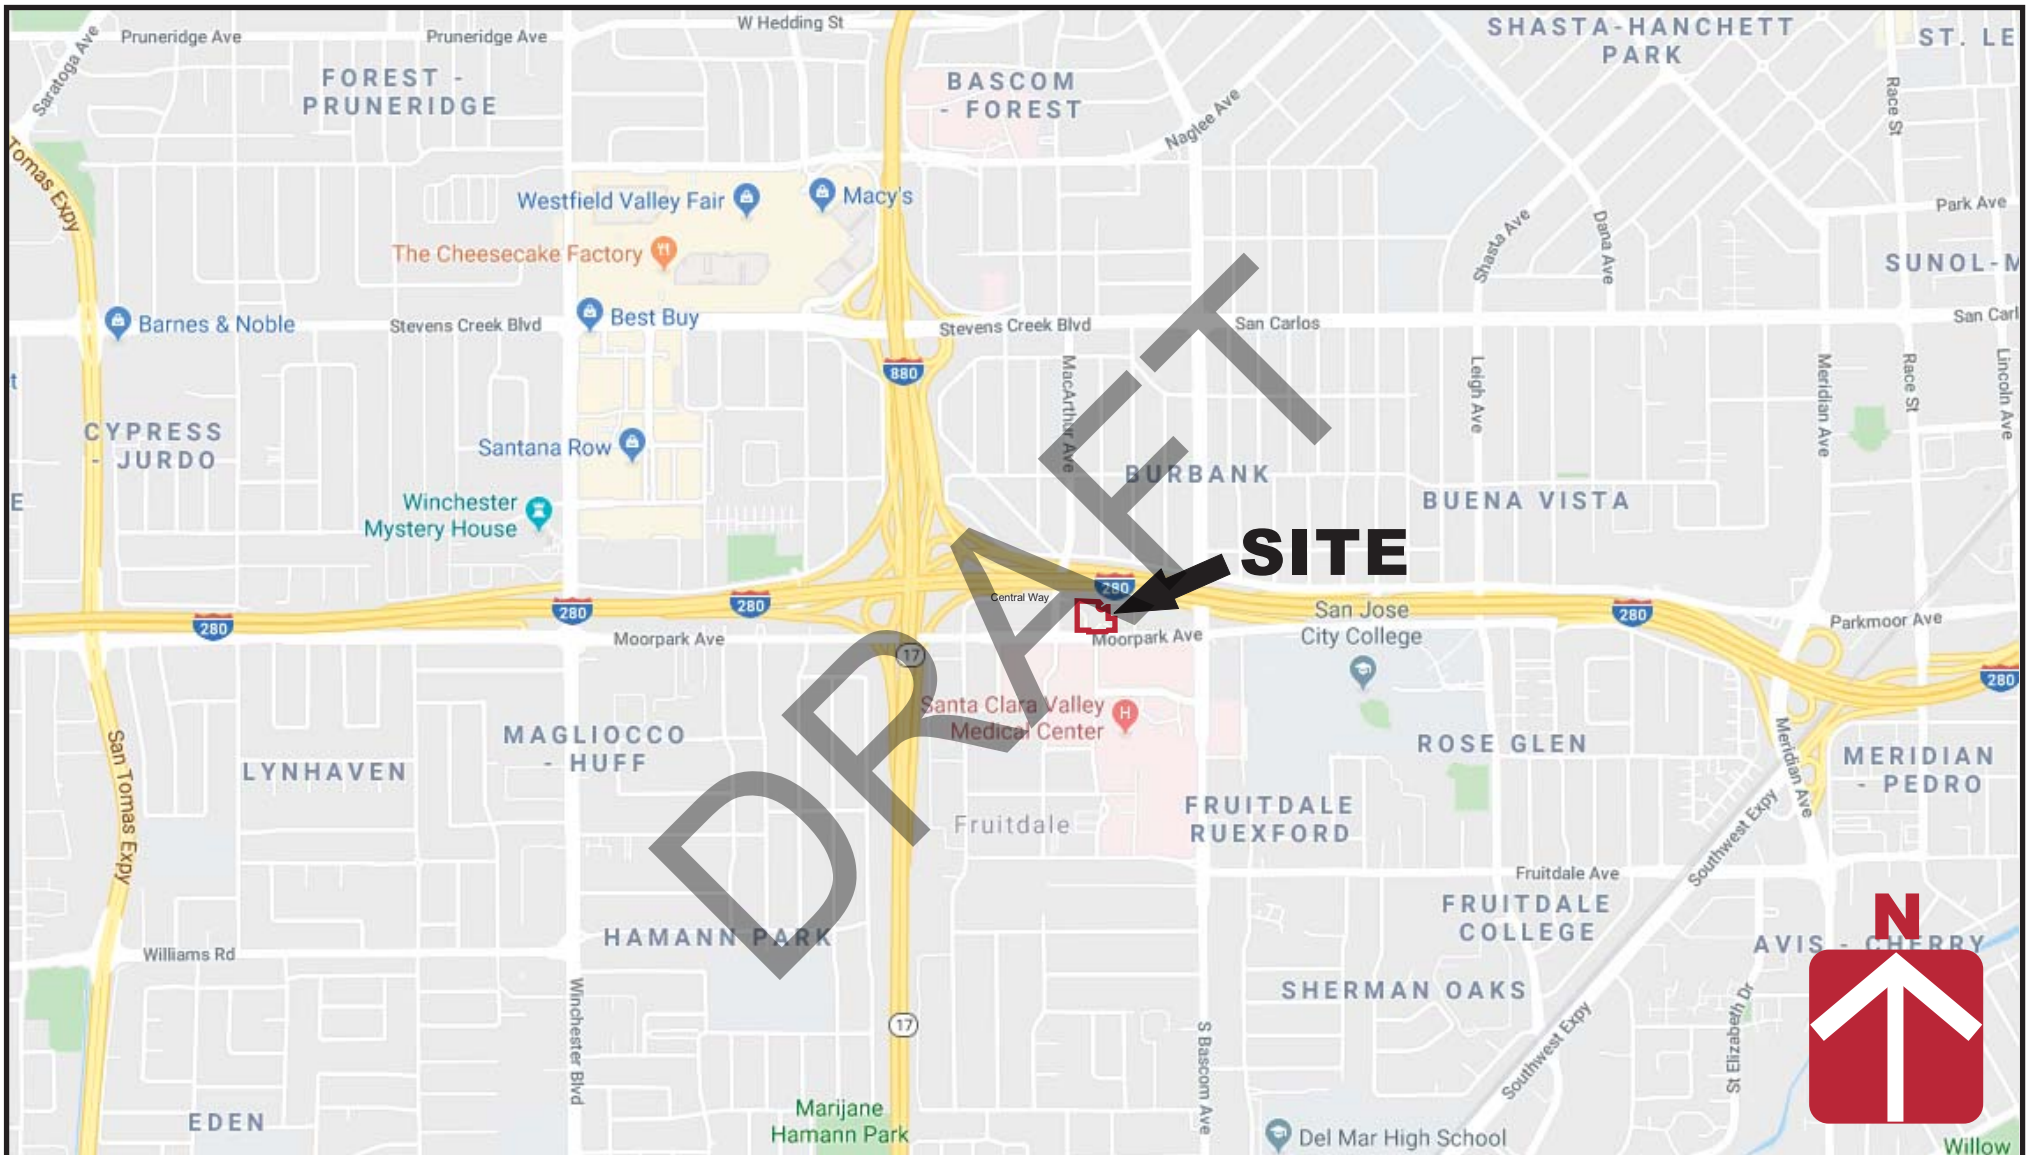 W Hedding St
SHASTA-HANCHETT
PARK
ST. LE
Pruneridge Ave
Pruneridge Ave
Saratoga Ave
FOREST -
PRUNERIDGE
BASCOM
- FOREST
Naglee Ave
Race St
Tomas Expy
Westfield Valley Fair
Macy's
Park Ave
Shasta Ave
Dana Ave
The Cheesecake Factory
SUNOL-M
Barnes & Noble
Stevens Creek Blvd
Best Buy
Stevens Creek Blvd
San Carlos
San Carl
880
MacArthur Ave
Leigh Ave
Meridian Ave
Race St
Lincoln Ave
t
CYPRESS
- JURDO
Santana Row
BURBANK
BUENA VISTA
E
Winchester
Mystery House
SITE
DRAFT
280
280
280
280
280
280
Central Way
San Jose
City College
Parkmoor Ave
Moorpark Ave
Moorpark Ave
17
Santa Clara Valley
Medical Center
H
San Tomas Expy
MAGLIOCCO
- HUFF
LYNHAVEN
ROSE GLEN
Meridian Ave
MERIDIAN
- PEDRO
Fruitdale
FRUITDALE
RUEXFORD
Southwest Expy
Fruitdale Ave
FRUITDALE
COLLEGE
N
HAMANN PARK
AVIS - CHERRY
Williams Rd
Winchester Blvd
SHERMAN OAKS
St Elizabeth Dr
17
S Bascom Ave
Southwest Expy
EDEN
Marijane
Hamann Park
Del Mar High School
Willow